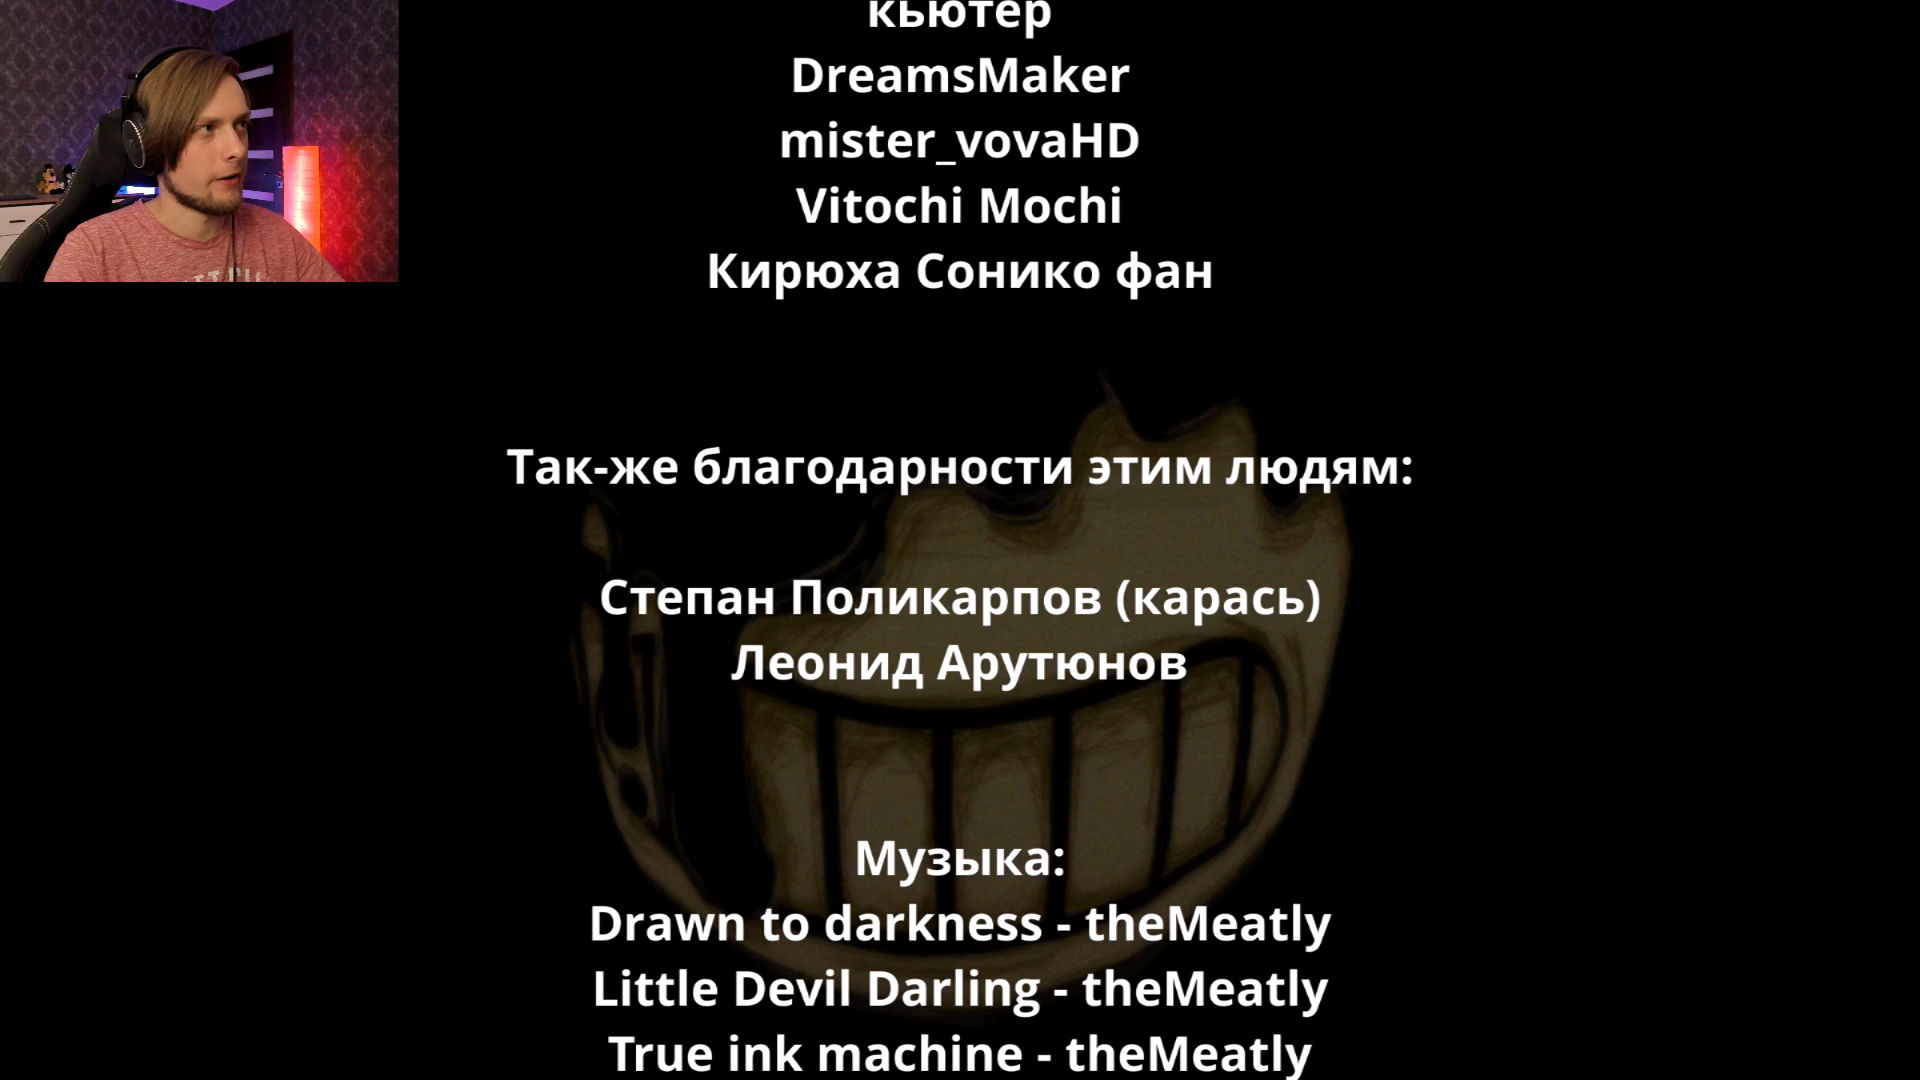 кьютер
DreamsMaker
mister_vovaHD
Vitochi Mochi
Кирюха Сонико фан
Так-же благодарности этим людям:
Степан Поликарпов (карась)
Леонид Арутюнов
Музыка:
Drawn to darkness - theMeatly
Little Devil Darling - theMeatly
True ink machine - theMeatly